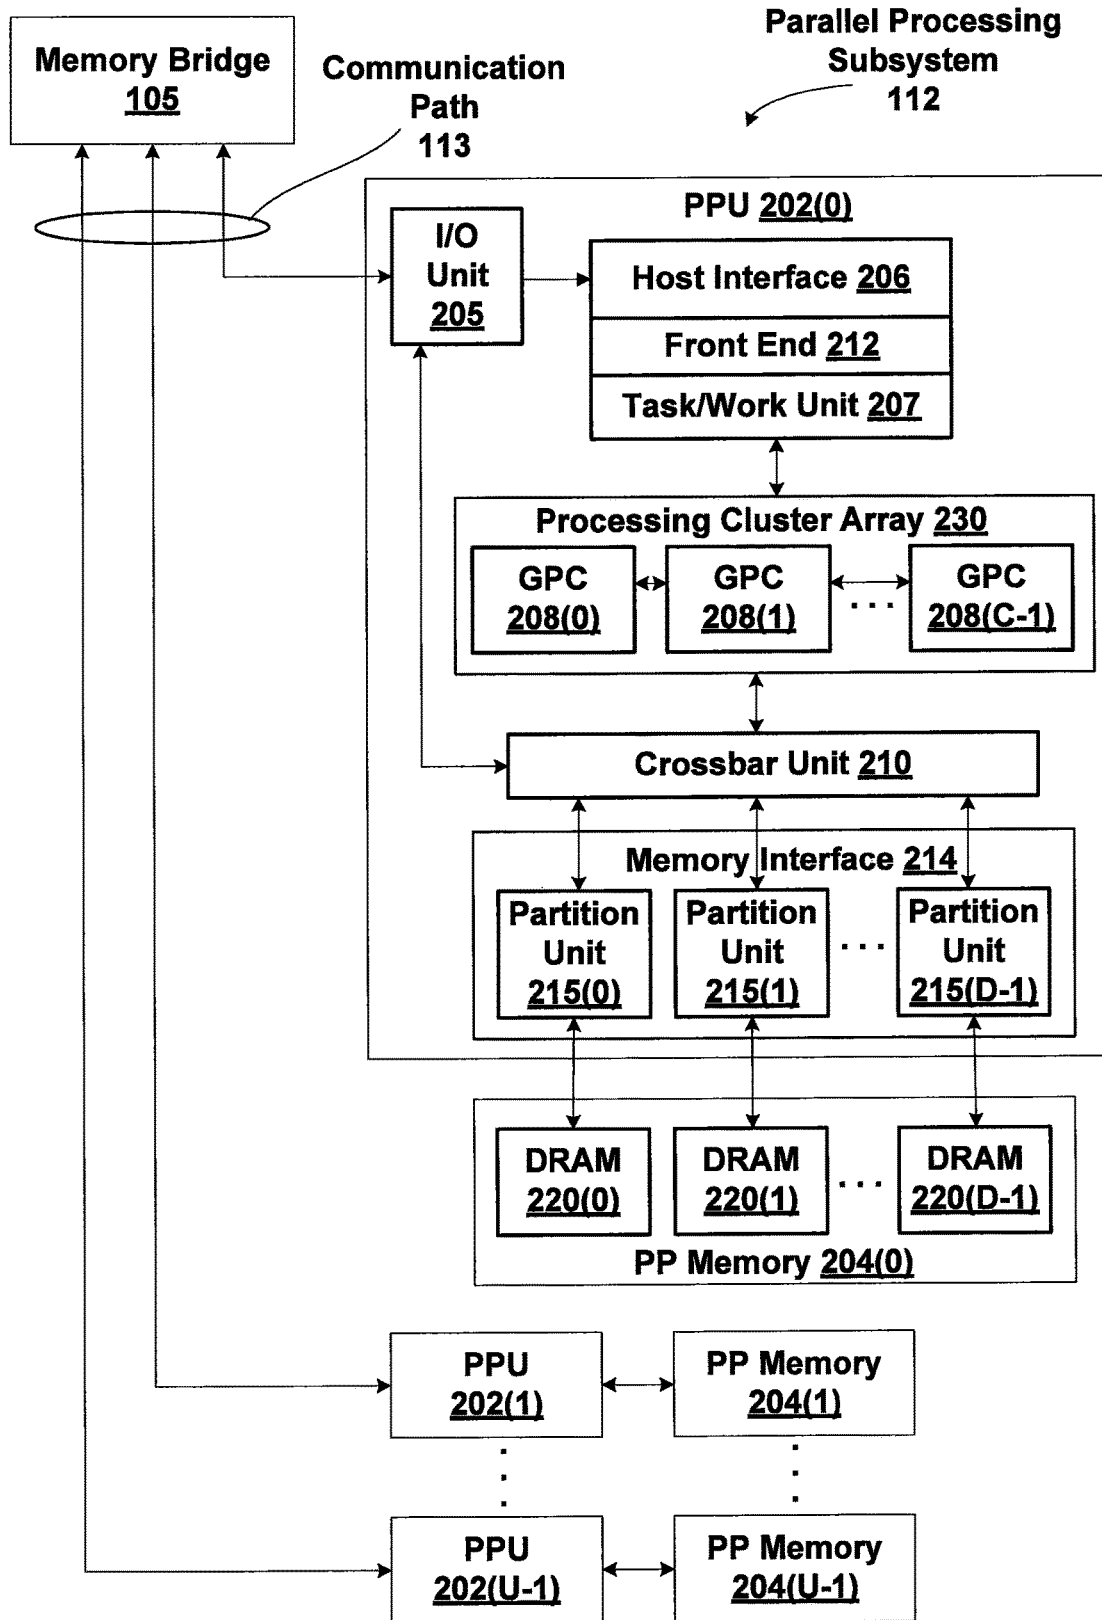 Memory Bridge
105
Communication
Path
113
Parallel Processing
Subsystem
112
PPU 202(0)
I/O
Unit
205
Host Interface 206
Front End 212
Task/Work Unit 207
Processing Cluster Array 230
GPC
208(0)
GPC
208(1)
. . .
GPC
208(C-1)
Crossbar Unit 210
Memory Interface 214
Partition
Unit
215(0)
Partition
Unit
215(1)
. . .
Partition
Unit
215(D-1)
DRAM
220(0)
DRAM
220(1)
. . .
DRAM
220(D-1)
PP Memory 204(0)
PPU
202(1)
PP Memory
204(1)
PPU
202(U-1)
PP Memory
204(U-1)